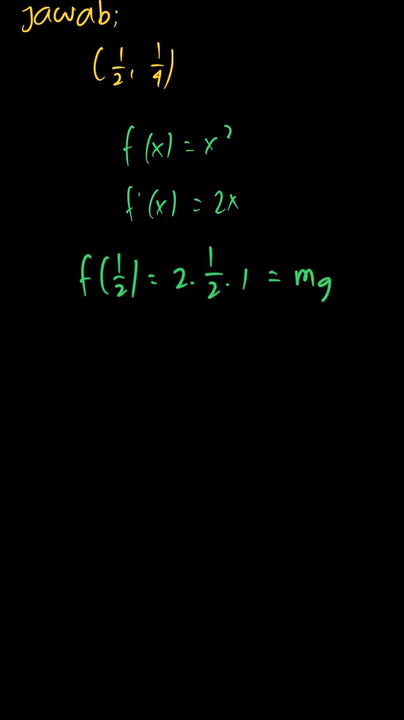 Jawab;
(1/2, 1/4)
f(x) = x²
f'(x) = 2x
f(1/2) = 2 . 1/2 . 1 = mg